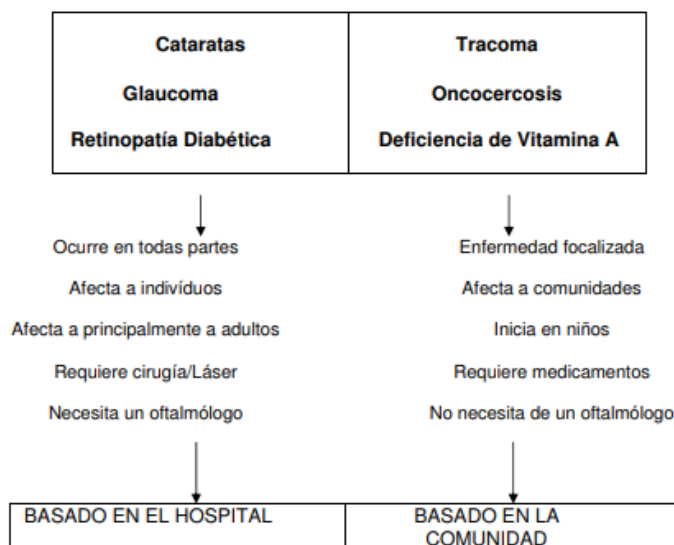 Cataratas
Glaucoma
Retinopatía Diabética
Tracoma
Oncocercosis
Deficiencia de Vitamina A
Ocurre en todas partes
Afecta a indivíduos
Afecta a principalmente a adultos
Requiere cirugía/Láser
Necesita un oftalmólogo
Enfermedad focalizada
Afecta a comunidades
Inicia en niños
Requiere medicamentos
No necesita de un oftalmólogo
BASADO EN EL HOSPITAL
BASADO EN LA
COMUNIDAD